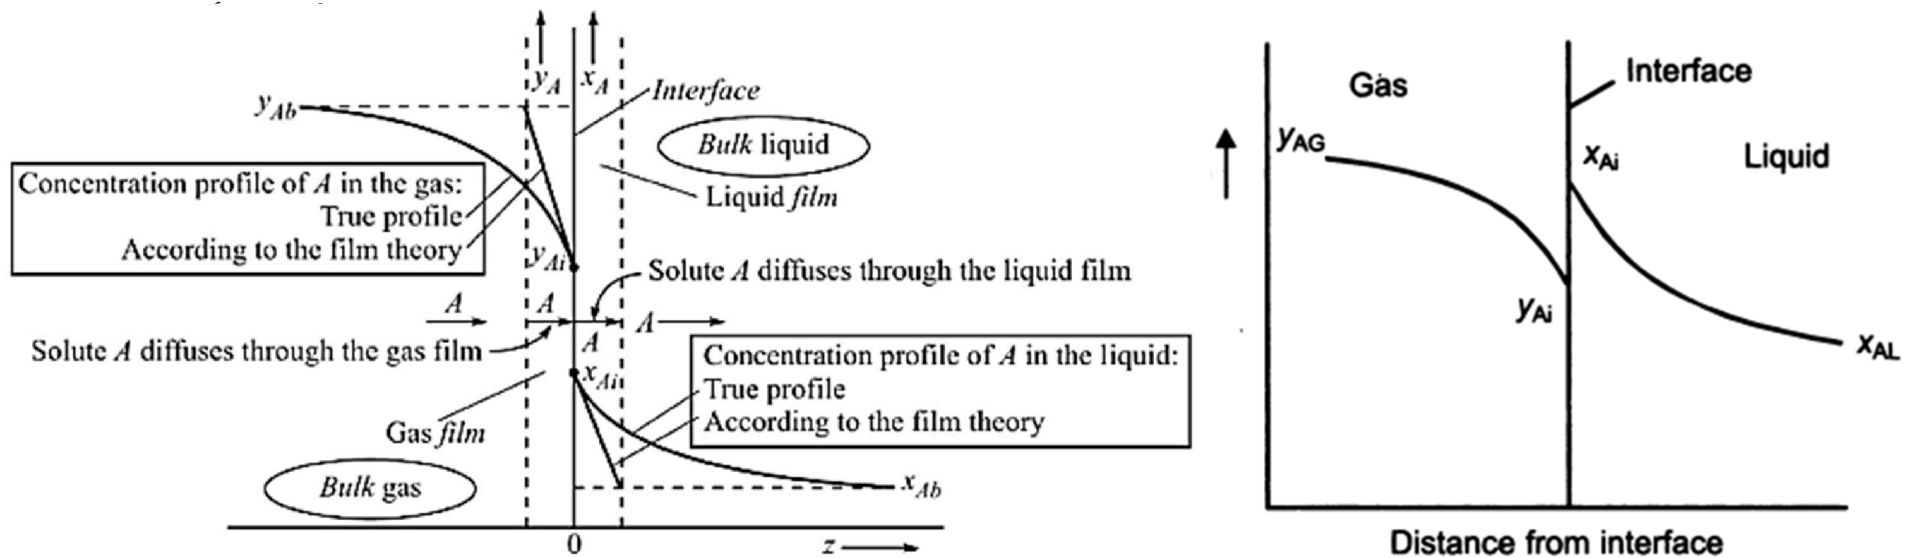 y_A x_A
Interface
y_Ab
Bulk liquid
Concentration profile of A in the gas:
True profile
According to the film theory
Liquid film
y_Ai
Solute A diffuses through the liquid film
A A A
Solute A diffuses through the gas film
A
x_Ai
Concentration profile of A in the liquid:
True profile
According to the film theory
Gas film
Bulk gas
x_Ab
0
z
Gas
Interface
y_AG
x_Ai
Liquid
y_Ai
x_AL
Distance from interface